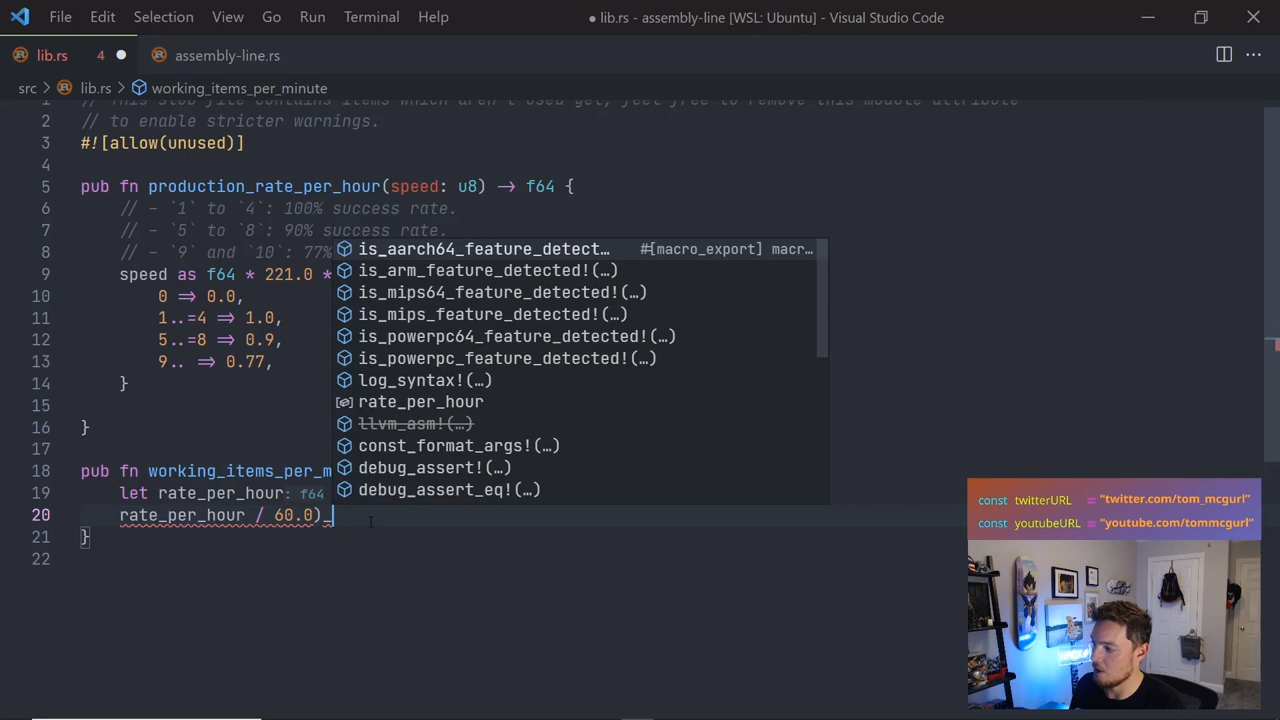 File Edit Selection View Go Run Terminal Help
● lib.rs - assembly-line [WSL: Ubuntu] - Visual Studio Code
lib.rs 4 assembly-line.rs
src > lib.rs > working_items_per_minute
1 // This stub file contains items which aren't used yet; feel free to remove this module attribute
2 // to enable stricter warnings.
3 #![allow(unused)]
4
5 pub fn production_rate_per_hour(speed: u8) -> f64 {
6 // - `1` to `4`: 100% success rate.
7 // - `5` to `8`: 90% success rate.
8 // - `9` and `10`: 77%
9 speed as f64 * 221.0 *
10 0 => 0.0,
11 1..=4 => 1.0,
12 5..=8 => 0.9,
13 9.. => 0.77,
14 }
15
16 }
17
18 pub fn working_items_per_m
19 let rate_per_hour: f64
20 rate_per_hour / 60.0)_
21 }
22
is_aarch64_feature_detect… #[macro_export] macr…
is_arm_feature_detected!(…)
is_mips64_feature_detected!(…)
is_mips_feature_detected!(…)
is_powerpc64_feature_detected!(…)
is_powerpc_feature_detected!(…)
log_syntax!(…)
rate_per_hour
llvm_asm!(…)
const_format_args!(…)
debug_assert!(…)
debug_assert_eq!(…)
const twitterURL = "twitter.com/tom_mcgurl"
const youtubeURL = "youtube.com/tommcgurl"